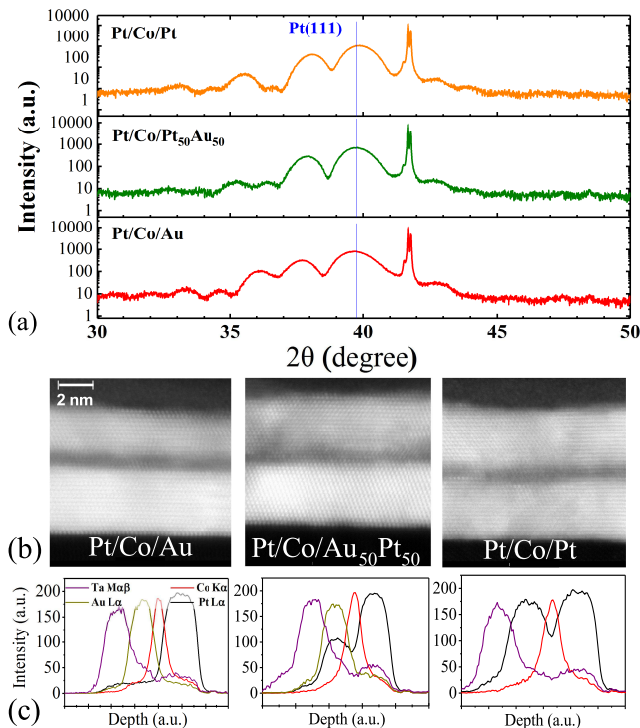 Pt/Co/Pt
Pt(111)
10000
1000
100
10
1
Pt/Co/Pt50Au50
10000
1000
100
10
1
Pt/Co/Au
10000
1000
100
10
1
Intensity (a.u.)
30 35 40 45 50
2θ (degree)
(a)
2 nm
Pt/Co/Au
Pt/Co/Au50Pt50
Pt/Co/Pt
(b)
Ta Mαβ
Co Kα
Au Lα
Pt Lα
200
150
100
50
0
200
150
100
50
0
200
150
100
50
0
Intensity (a.u.)
Depth (a.u.)
Depth (a.u.)
Depth (a.u.)
(c)